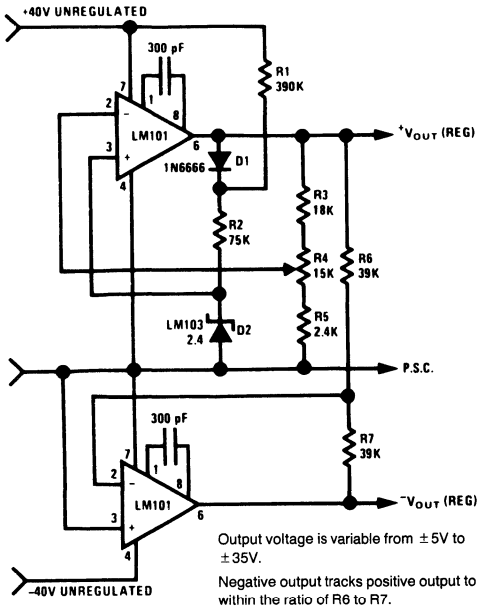 +40V UNREGULATED
300 pF
R1
390K
7
1
8
2
-
LM101
6
+VOUT (REG)
3
+
4
1N6666
D1
R2
75K
R3
18K
R4
15K
R6
39K
LM103
2.4
D2
R5
2.4K
P.S.C.
300 pF
7
1
8
R7
39K
2
-
LM101
6
-VOUT (REG)
3
+
4
Output voltage is variable from ±5V to
±35V.
-40V UNREGULATED
Negative output tracks positive output to
within the ratio of R6 to R7.